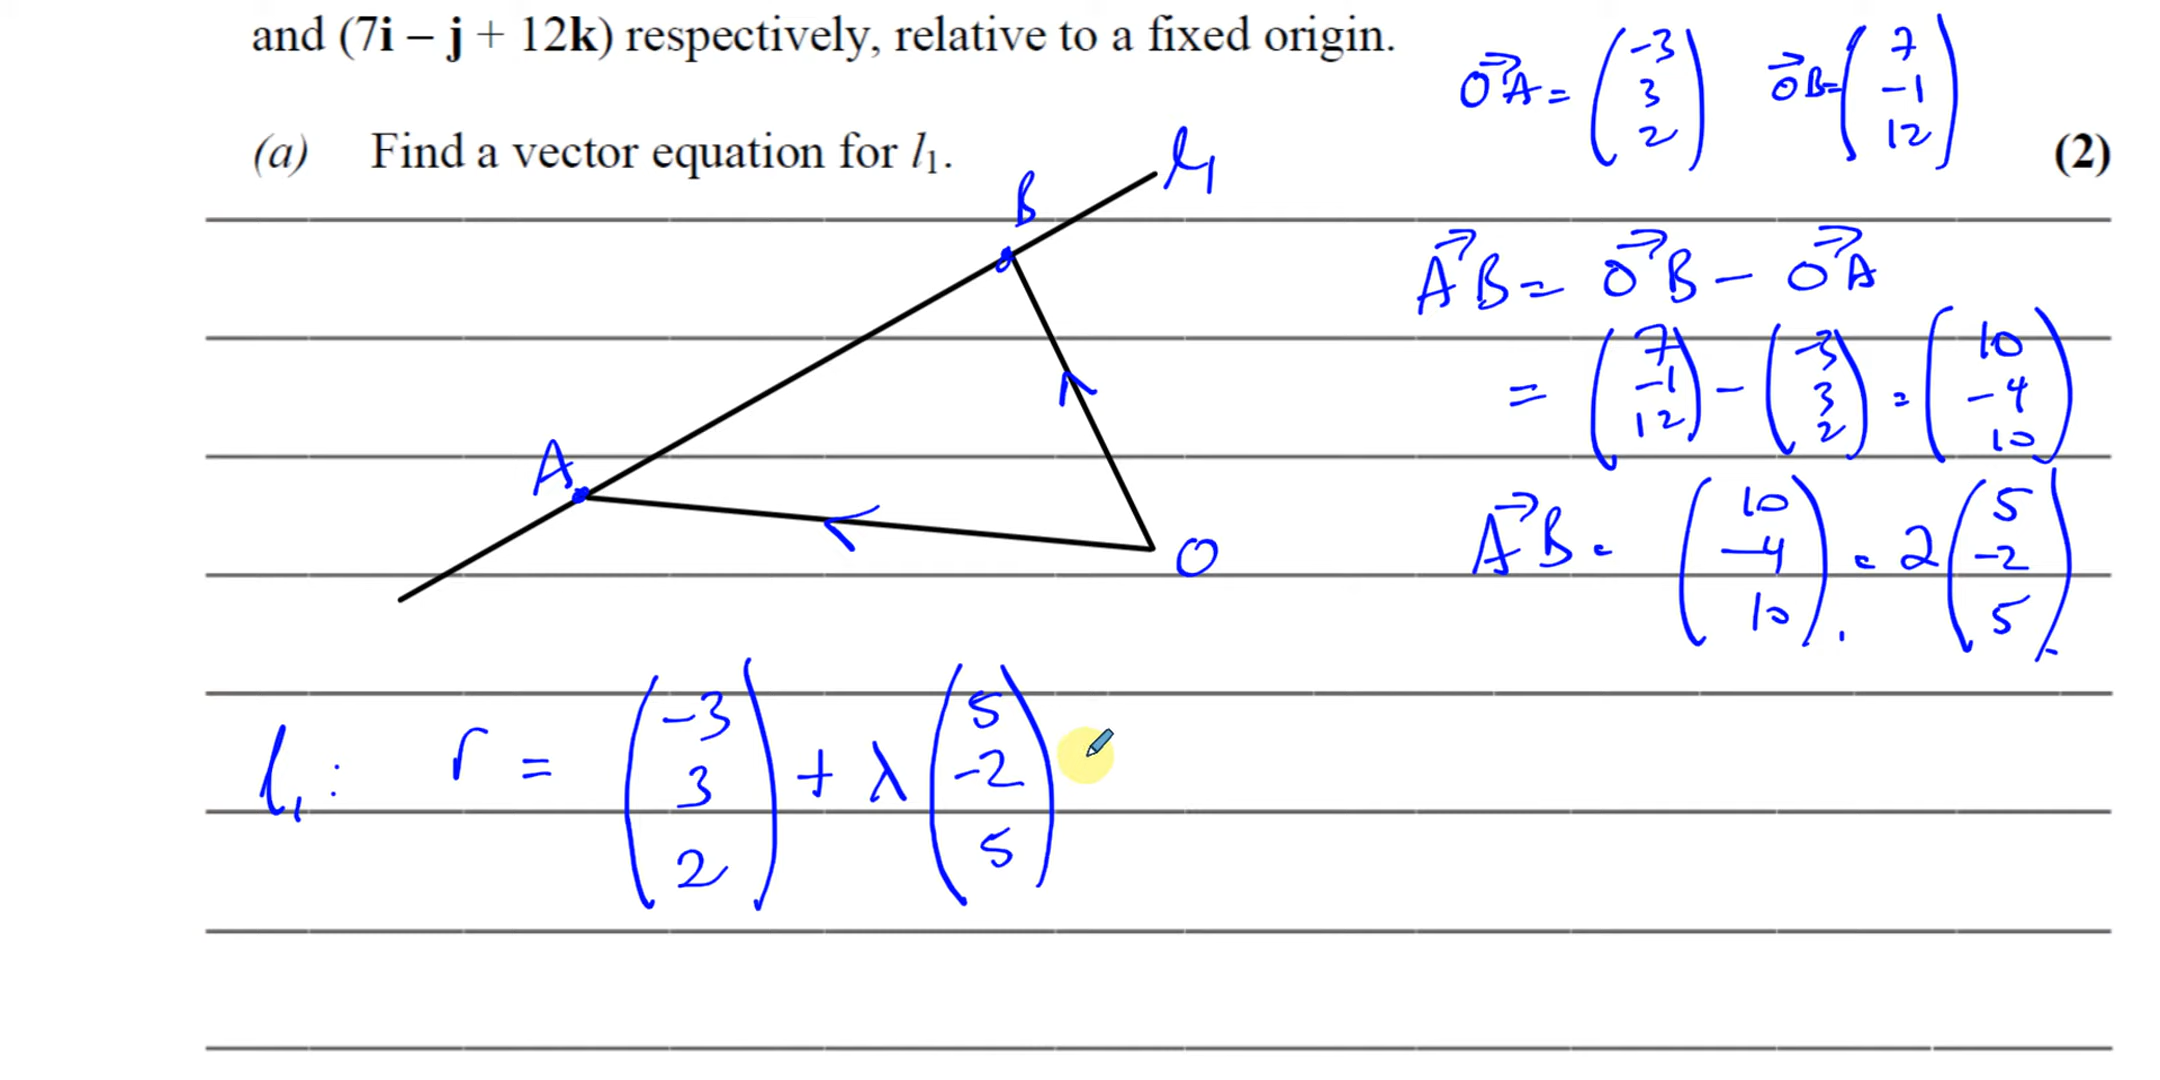 and (7i – j + 12k) respectively, relative to a fixed origin.
OA = (-3 3 2) OB = (7 -1 12)
(a) Find a vector equation for l₁.
(2)
l₁
B
AB = OB - OA
= (7 -1 12) - (-3 3 2) = (10 -4 10)
A
AB = (10 -4 10). = 2(5 -2 5)
O
l₁: r = (-3 3 2) + λ(5 -2 5)